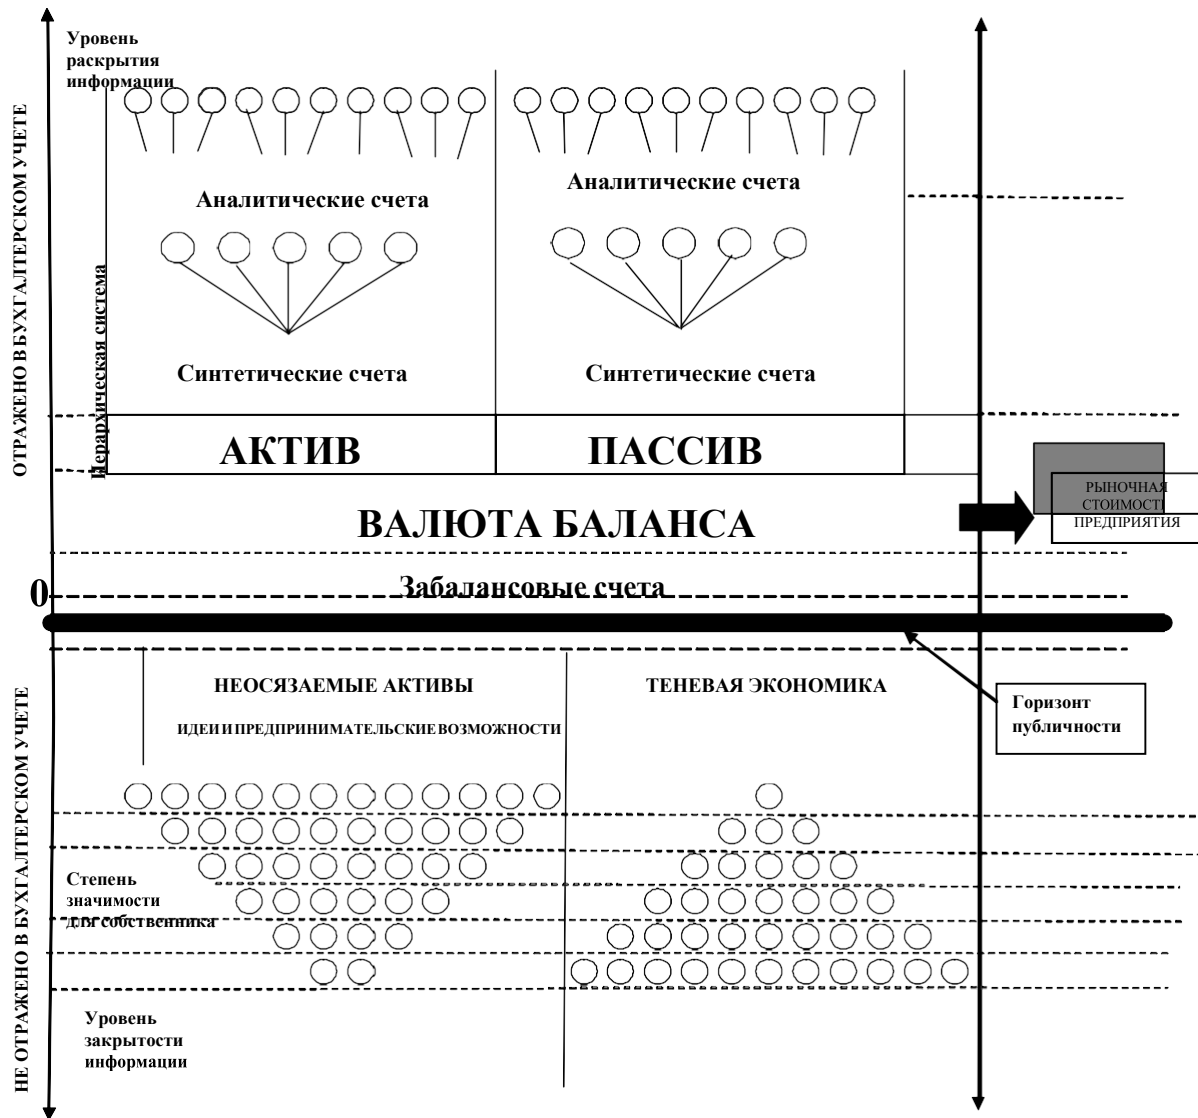 Уровень
раскрытия
информации
ОТРАЖЕНО В БУХГАЛТЕРСКОМ УЧЕТЕ
Иерархическая система
Аналитические счета
Аналитические счета
Синтетические счета
Синтетические счета
АКТИВ
ПАССИВ
ВАЛЮТА БАЛАНСА
РЫНОЧНАЯ
СТОИМОСТЬ
ПРЕДПРИЯТИЯ
Забалансовые счета
0
НЕОСЯЗАЕМЫЕ АКТИВЫ
ТЕНЕВАЯ ЭКОНОМИКА
ИДЕИ И ПРЕДПРИНИМАТЕЛЬСКИЕ ВОЗМОЖНОСТИ
Горизонт
публичности
НЕ ОТРАЖЕНО В БУХГАЛТЕРСКОМ УЧЕТЕ
Степень
значимости
для собственника
Уровень
закрытости
информации